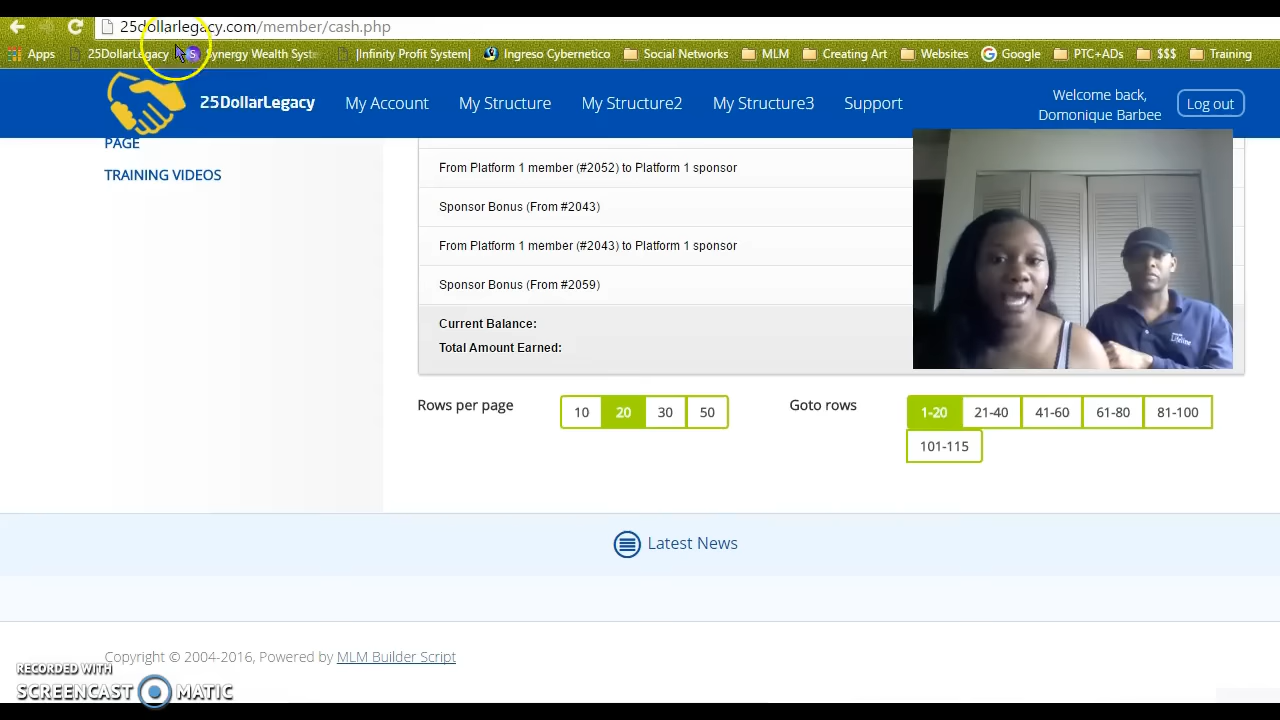 25dollarlegacy.com/member/cash.php
Apps 25DollarLegacy S Synergy Wealth Syste |Infinity Profit System| Ingreso Cybernetico Social Networks MLM Creating Art Websites Google PTC+ADs $$$ Training
25DollarLegacy My Account My Structure My Structure2 My Structure3 Support
Welcome back,
Domonique Barbee
Log out
PAGE
TRAINING VIDEOS
From Platform 1 member (#2052) to Platform 1 sponsor
Sponsor Bonus (From #2043)
From Platform 1 member (#2043) to Platform 1 sponsor
Sponsor Bonus (From #2059)
Current Balance:
Total Amount Earned:
Rows per page 10 20 30 50 Goto rows 1-20 21-40 41-60 61-80 81-100
101-115
Latest News
Copyright © 2004-2016, Powered by MLM Builder Script
RECORDED WITH
SCREENCAST MATIC